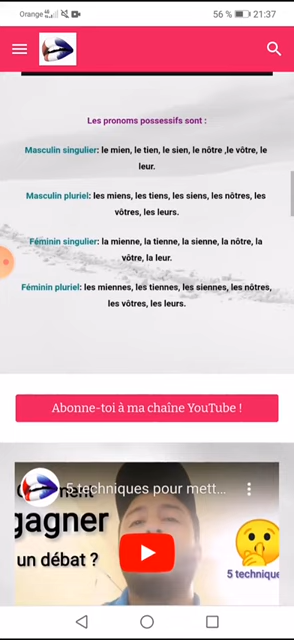 Orange 56 % 21:37
Les pronoms possessifs sont :
Masculin singulier: le mien, le tien, le sien, le nôtre ,le vôtre, le
leur.
Masculin pluriel: les miens, les tiens, les siens, les nôtres, les
vôtres, les leurs.
Féminin singulier: la mienne, la tienne, la sienne, la nôtre, la
vôtre, la leur.
Féminin pluriel: les miennes, les tiennes, les siennes, les nôtres,
les vôtres, les leurs.
Abonne-toi à ma chaîne YouTube !
5 techniques pour mett...
gagner
un débat ?
5 technique